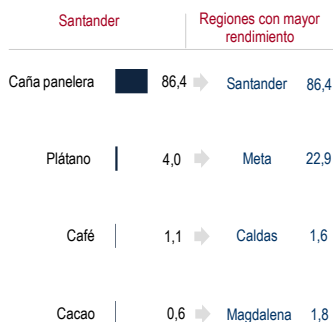 Santander
Regiones con mayor
rendimiento
Caña panelera 86,4 Santander 86,4
Plátano 4,0 Meta 22,9
Café 1,1 Caldas 1,6
Cacao 0,6 Magdalena 1,8